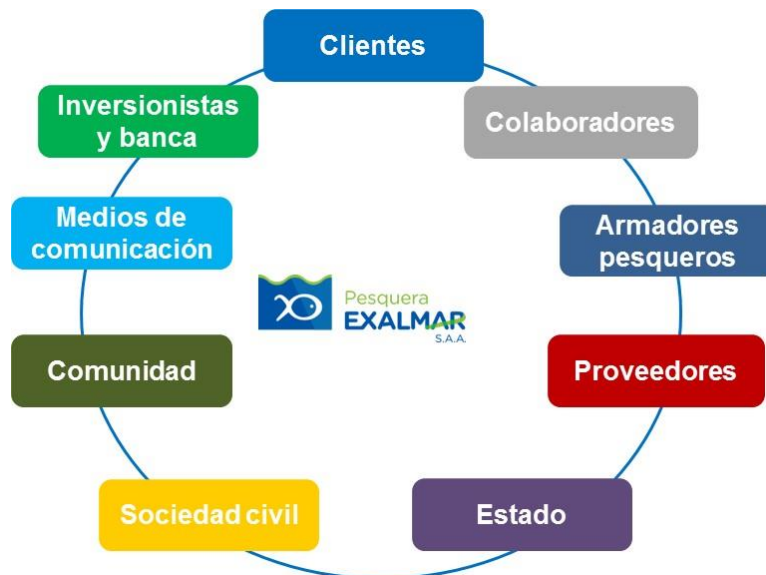 Clientes
Inversionistas
y banca
Colaboradores
Medios de
comunicación
Armadores
pesqueros
Pesquera
EXALMAR
S.A.A.
Comunidad
Proveedores
Sociedad civil
Estado